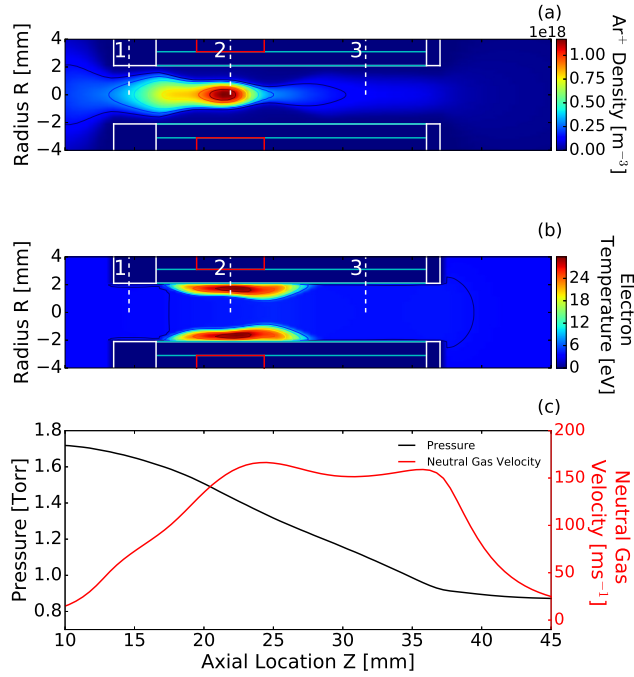 (a)
1e18
4
2
0
−2
−4
Radius R [mm]
1
2
3
1.00
0.75
0.50
0.25
0.00
Ar+ Density
[m−3]
(b)
4
2
0
−2
−4
Radius R [mm]
1
2
3
24
18
12
6
0
Electron
Temperature [eV]
(c)
1.8
1.6
1.4
1.2
1.0
0.8
Pressure [Torr]
Pressure
Neutral Gas Velocity
200
150
100
50
0
Neutral Gas
Velocity [ms−1]
10 15 20 25 30 35 40 45
Axial Location Z [mm]